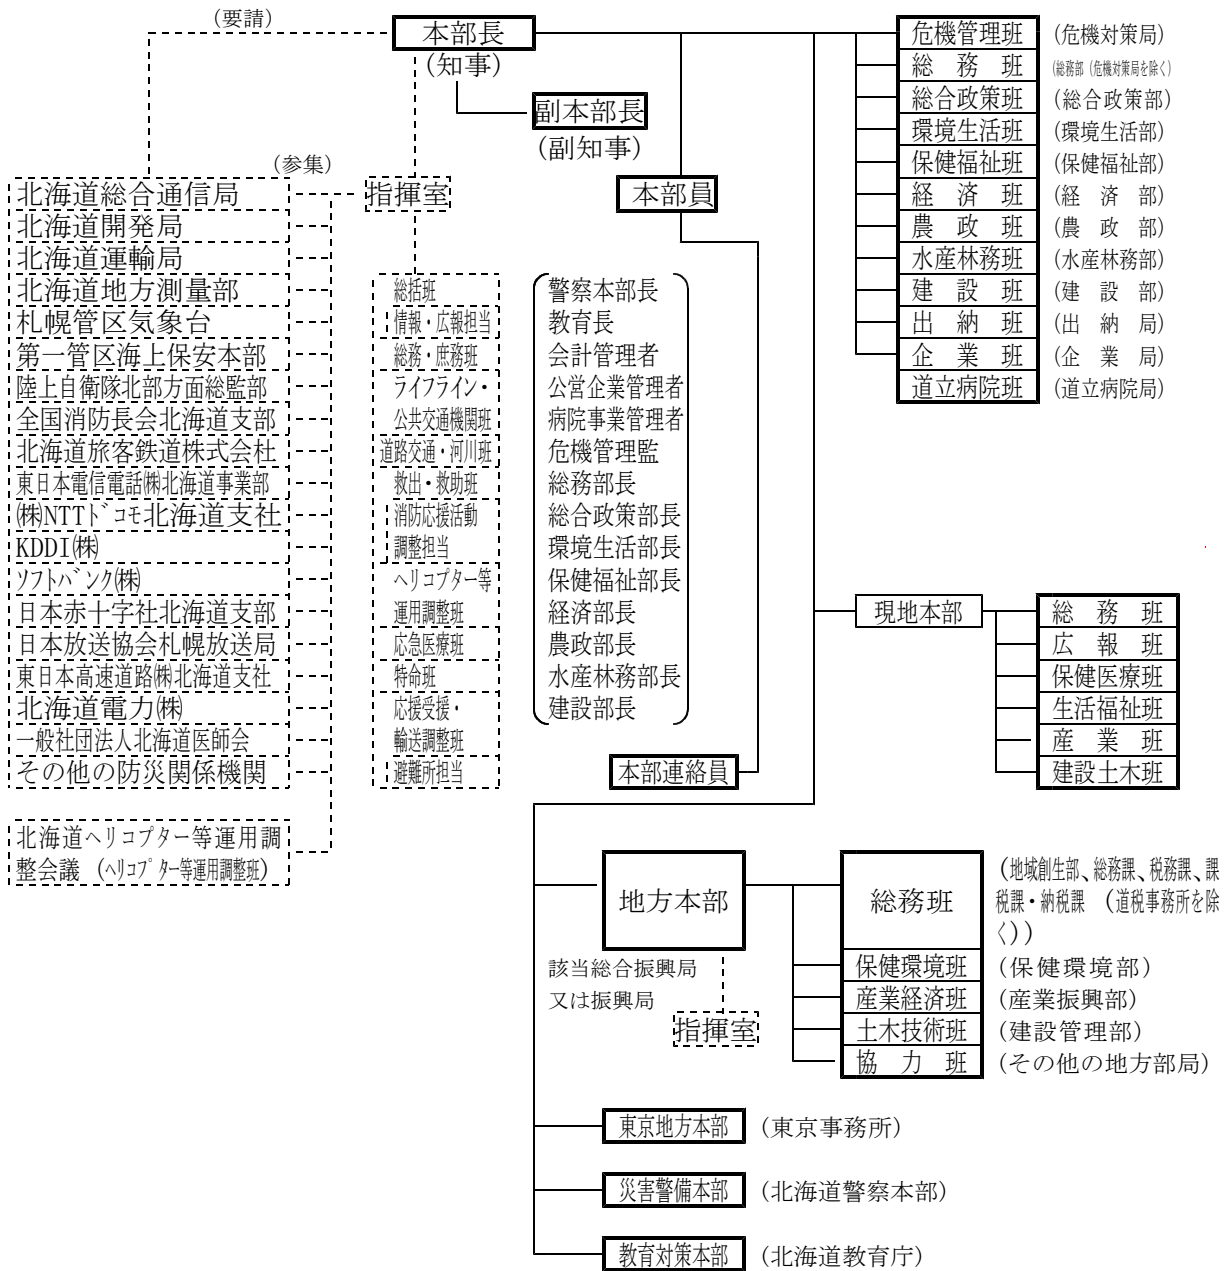 （要請）
本部長
（知事）
副本部長
（副知事）
（参集）
指揮室
本部員
危機管理班 （危機対策局）
総　務　班 （総務部（危機対策局を除く）
総合政策班 （総合政策部）
環境生活班 （環境生活部）
保健福祉班 （保健福祉部）
経　済　班 （経　済　部）
農　政　班 （農　政　部）
水産林務班 （水産林務部）
建　設　班 （建　設　部）
出　納　班 （出　納　局）
企　業　班 （企　業　局）
道立病院班 （道立病院局）
北海道総合通信局
北海道開発局
北海道運輸局
北海道地方測量部
札幌管区気象台
第一管区海上保安本部
陸上自衛隊北部方面総監部
全国消防長会北海道支部
北海道旅客鉄道株式会社
東日本電信電話㈱北海道事業部
㈱NTTﾄﾞｺﾓ北海道支社
KDDI㈱
ソフトバンク㈱
日本赤十字社北海道支部
日本放送協会札幌放送局
東日本高速道路㈱北海道支社
北海道電力㈱
一般社団法人北海道医師会
その他の防災関係機関
北海道ヘリコプター等運用調
整会議（ヘリコプター等運用調整班）
総括班
情報・広報担当
総務・庶務班
ライフライン・
公共交通機関班
道路交通・河川班
救出・救助班
消防応援活動
調整担当
ヘリコプター等
運用調整班
応急医療班
特命班
応援受援・
輸送調整班
避難所担当
警察本部長
教育長
会計管理者
公営企業管理者
病院事業管理者
危機管理監
総務部長
総合政策部長
環境生活部長
保健福祉部長
経済部長
農政部長
水産林務部長
建設部長
本部連絡員
現地本部
総　務　班
広　報　班
保健医療班
生活福祉班
産　業　班
建設土木班
地方本部
該当総合振興局
又は振興局
指揮室
総務班
（地域創生部、総務課、税務課、課
税課・納税課　（道税事務所を除
く））
保健環境班 （保健環境部）
産業経済班 （産業振興部）
土木技術班 （建設管理部）
協　力　班 （その他の地方部局）
東京地方本部 （東京事務所）
災害警備本部 （北海道警察本部）
教育対策本部 （北海道教育庁）